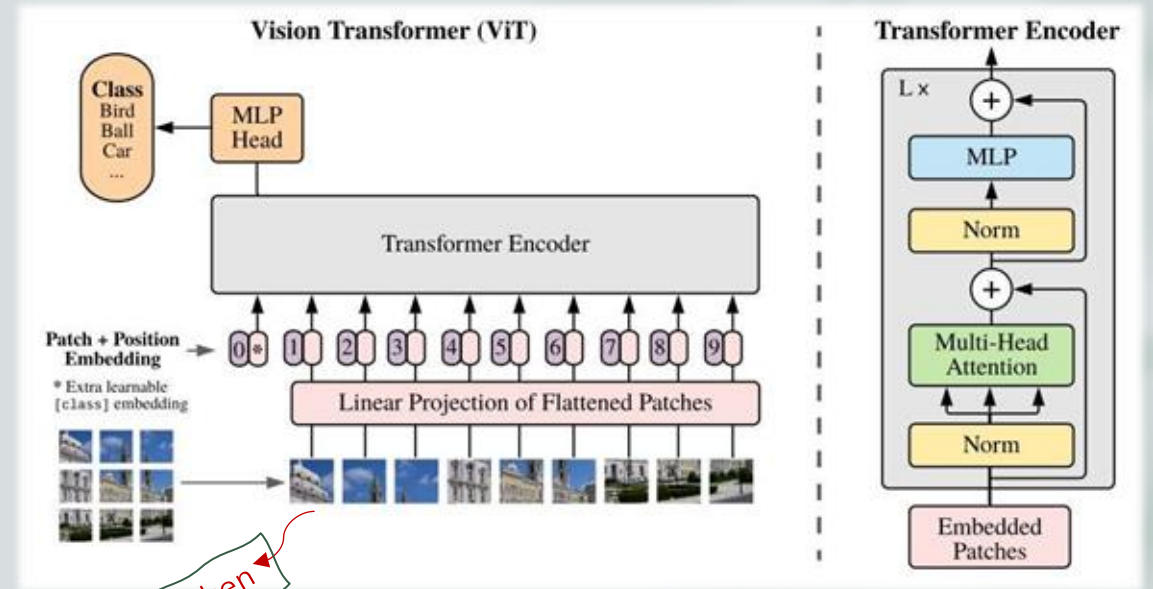 Vision Transformer (ViT)
Class
Bird
Ball
Car
...
MLP
Head
Transformer Encoder
Patch + Position
Embedding
* Extra learnable
[class] embedding
0 * 1 2 3 4 5 6 7 8 9
Linear Projection of Flattened Patches
Transformer Encoder
L ×
+
MLP
Norm
+
Multi-Head
Attention
Norm
Embedded
Patches